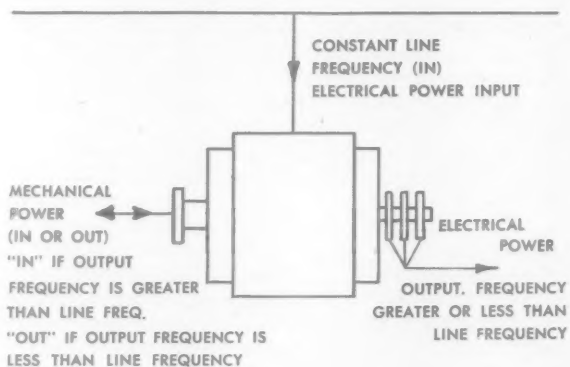 CONSTANT LINE
FREQUENCY (IN)
ELECTRICAL POWER INPUT
MECHANICAL
POWER
(IN OR OUT)
"IN" IF OUTPUT
FREQUENCY IS GREATER
THAN LINE FREQ.
"OUT" IF OUTPUT FREQUENCY IS
LESS THAN LINE FREQUENCY
ELECTRICAL
POWER
OUTPUT. FREQUENCY
GREATER OR LESS THAN
LINE FREQUENCY